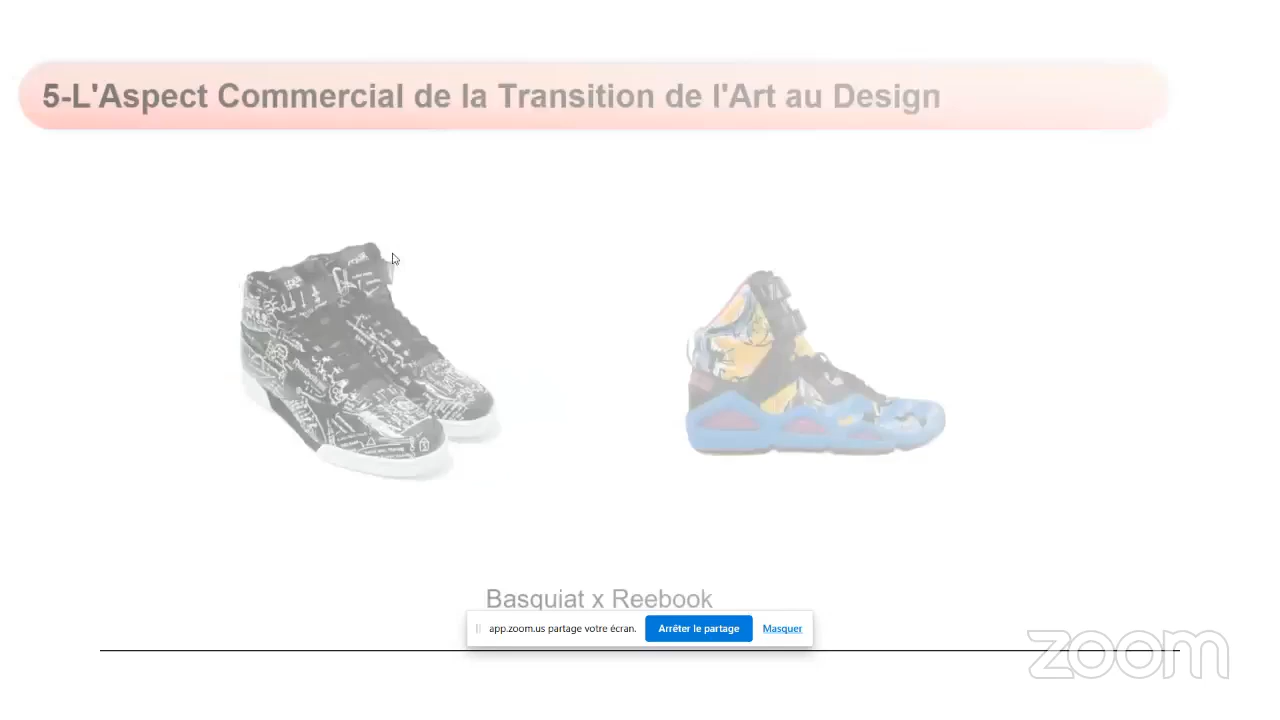 5-L'Aspect Commercial de la Transition de l'Art au Design
Basquiat x Reebook
app.zoom.us partage votre écran.
Arrêter le partage
Masquer
zoom